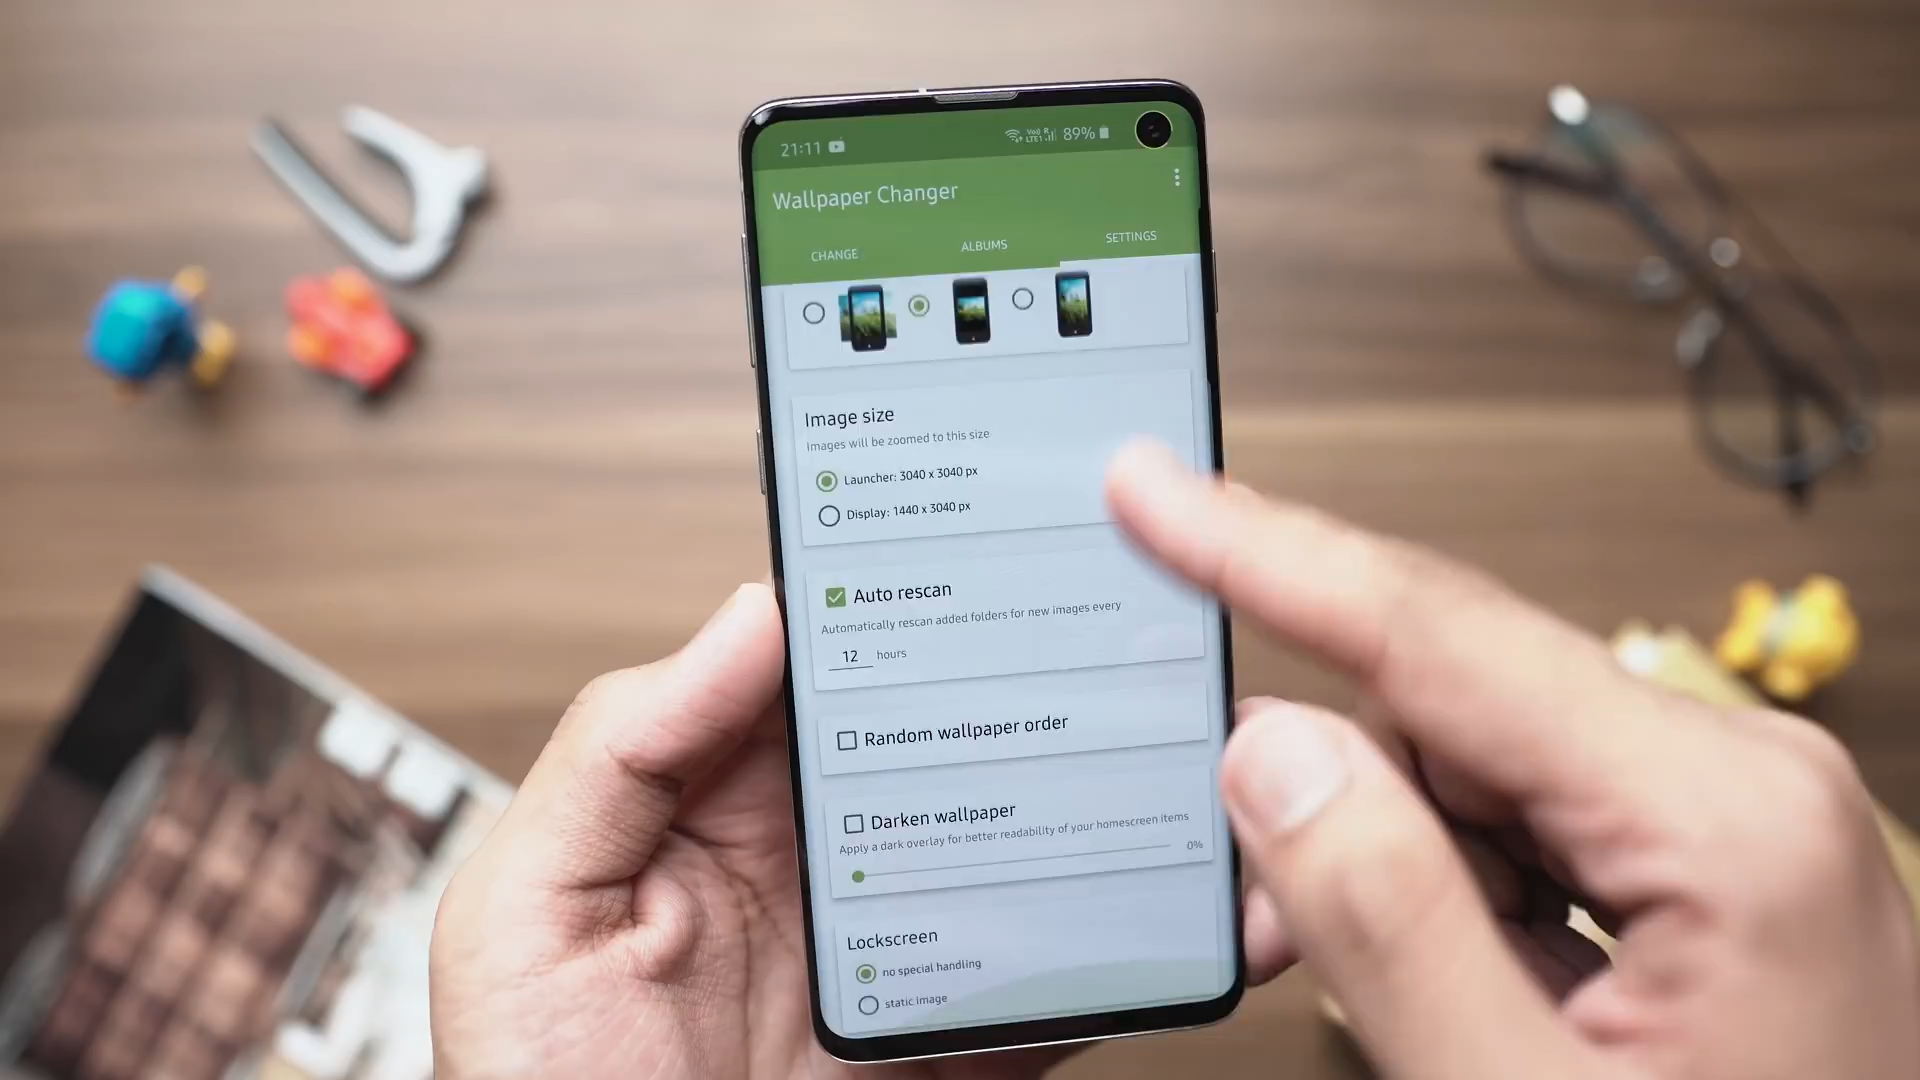 21:11
89%
Wallpaper Changer
CHANGE ALBUMS SETTINGS
Image size
Images will be zoomed to this size
Launcher: 3040 x 3040 px
Display: 1440 x 3040 px
Auto rescan
Automatically rescan added folders for new images every
12 hours
Random wallpaper order
Darken wallpaper
Apply a dark overlay for better readability of your homescreen items
0%
Lockscreen
no special handling
static image